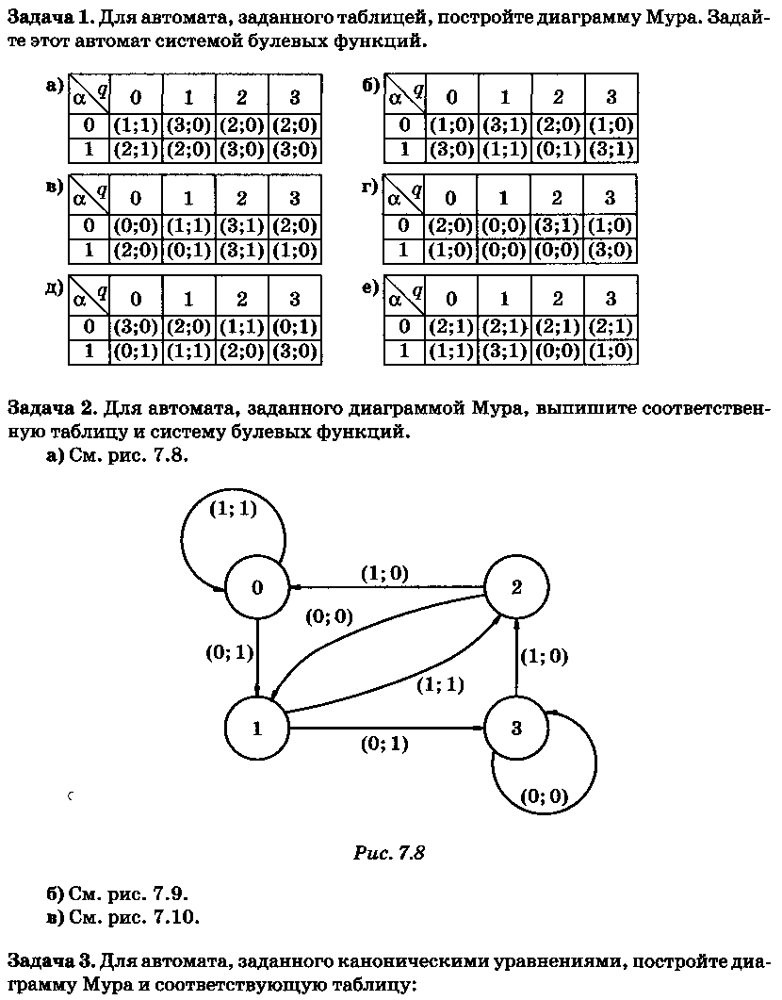 Задача 1. Для автомата, заданного таблицей, постройте диаграмму Мура. Задай-
те этот автомат системой булевых функций.
а) α q 0 1 2 3
0 (1;1) (3;0) (2;0) (2;0)
1 (2;1) (2;0) (3;0) (3;0)
б) α q 0 1 2 3
0 (1;0) (3;1) (2;0) (1;0)
1 (3;0) (1;1) (0;1) (3;1)
в) α q 0 1 2 3
0 (0;0) (1;1) (3;1) (2;0)
1 (2;0) (0;1) (3;1) (1;0)
г) α q 0 1 2 3
0 (2;0) (0;0) (3;1) (1;0)
1 (1;0) (0;0) (0;0) (3;0)
д) α q 0 1 2 3
0 (3;0) (2;0) (1;1) (0;1)
1 (0;1) (1;1) (2;0) (3;0)
е) α q 0 1 2 3
0 (2;1) (2;1) (2;1) (2;1)
1 (1;1) (3;1) (0;0) (1;0)
Задача 2. Для автомата, заданного диаграммой Мура, выпишите соответствен-
ную таблицу и систему булевых функций.
а) См. рис. 7.8.
(1; 1)
0
(1; 0)
2
(0; 0)
(0; 1)
(1; 0)
(1; 1)
1
3
(0; 1)
(0; 0)
Рис. 7.8
б) См. рис. 7.9.
в) См. рис. 7.10.
Задача 3. Для автомата, заданного каноническими уравнениями, постройте диа-
грамму Мура и соответствующую таблицу: